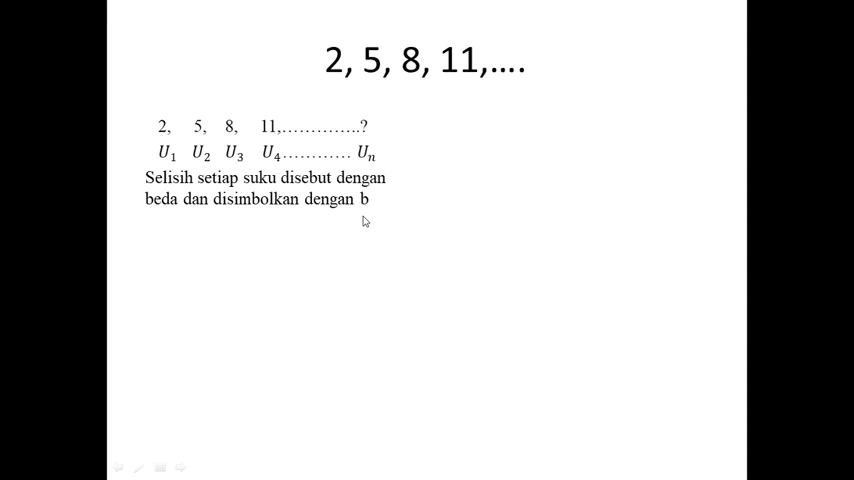 2, 5, 8, 11,….
2, 5, 8, 11,…………..?
U₁ U₂ U₃ U₄………… Uₙ
Selisih setiap suku disebut dengan
beda dan disimbolkan dengan b